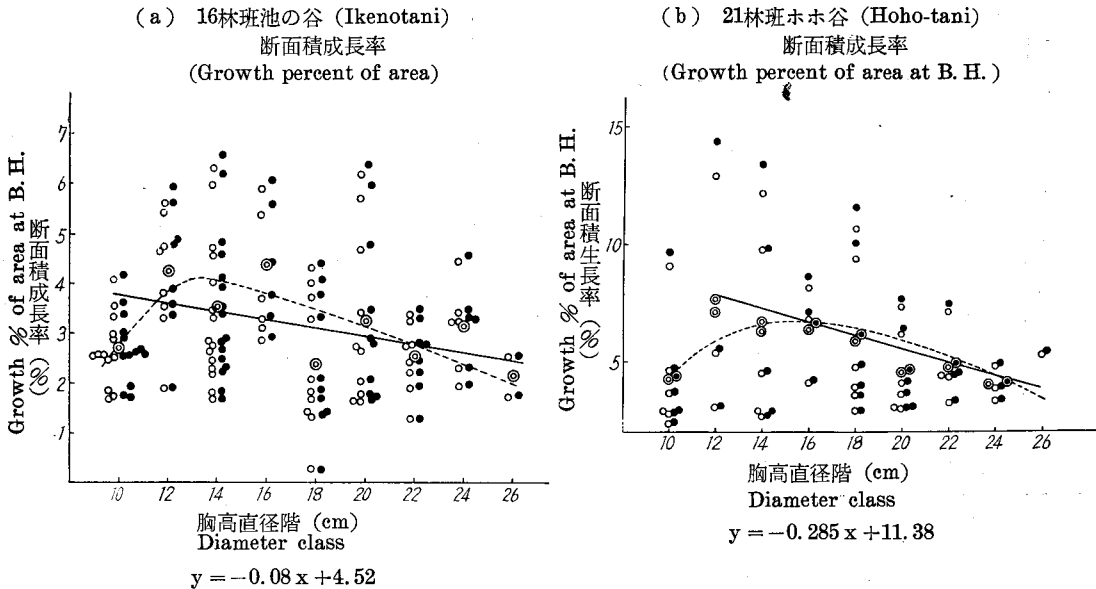 (a) 16林班池の谷 (Ikenotani)
断面積成長率
(Growth percent of area)
Growth % of area at B.H.
断面積成長率
(%)
7
6
5
4
3
2
1
10 12 14 16 18 20 22 24 26
胸高直径階 (cm)
Diameter class
y=-0.08x+4.52
(b) 21林班ホホ谷 (Hoho-tani)
断面積成長率
(Growth percent of area at B. H.)
Growth % of area at B.H.
断面積生長率
(%)
15
10
5
10 12 14 16 18 20 22 24 26
胸高直径階 (cm)
Diameter class
y=-0.285x+11.38